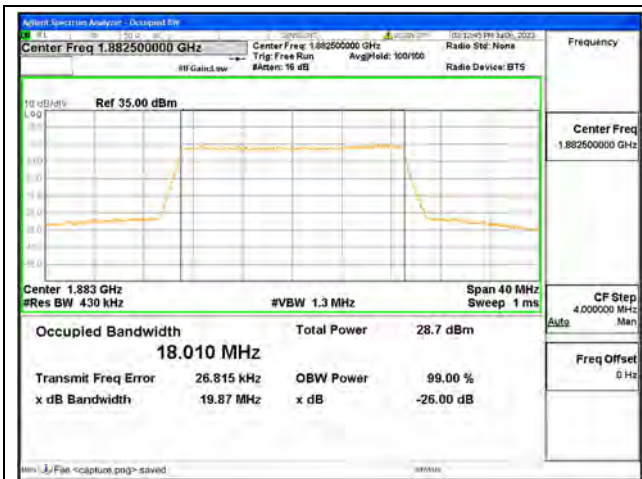 Agilent Spectrum Analyzer - Occupied BW
Center Freq 1.882500000 GHz
Center Freq: 1.882500000 GHz
Radio Std: None
Trig: Free Run
Avg|Hold: 100/100
#IFGain:Low
#Atten: 16 dB
Radio Device: BTS
Frequency
10 dB/div
Ref 35.00 dBm
Log
Center Freq
1.882500000 GHz
Center 1.883 GHz
Span 40 MHz
#Res BW 430 kHz
#VBW 1.3 MHz
Sweep 1 ms
CF Step
4.000000 MHz
Auto
Man
Occupied Bandwidth
Total Power
28.7 dBm
18.010 MHz
Freq Offset
0 Hz
Transmit Freq Error
26.815 kHz
OBW Power
99.00 %
x dB Bandwidth
19.87 MHz
x dB
-26.00 dB
File <capture.png> saved
STATUS